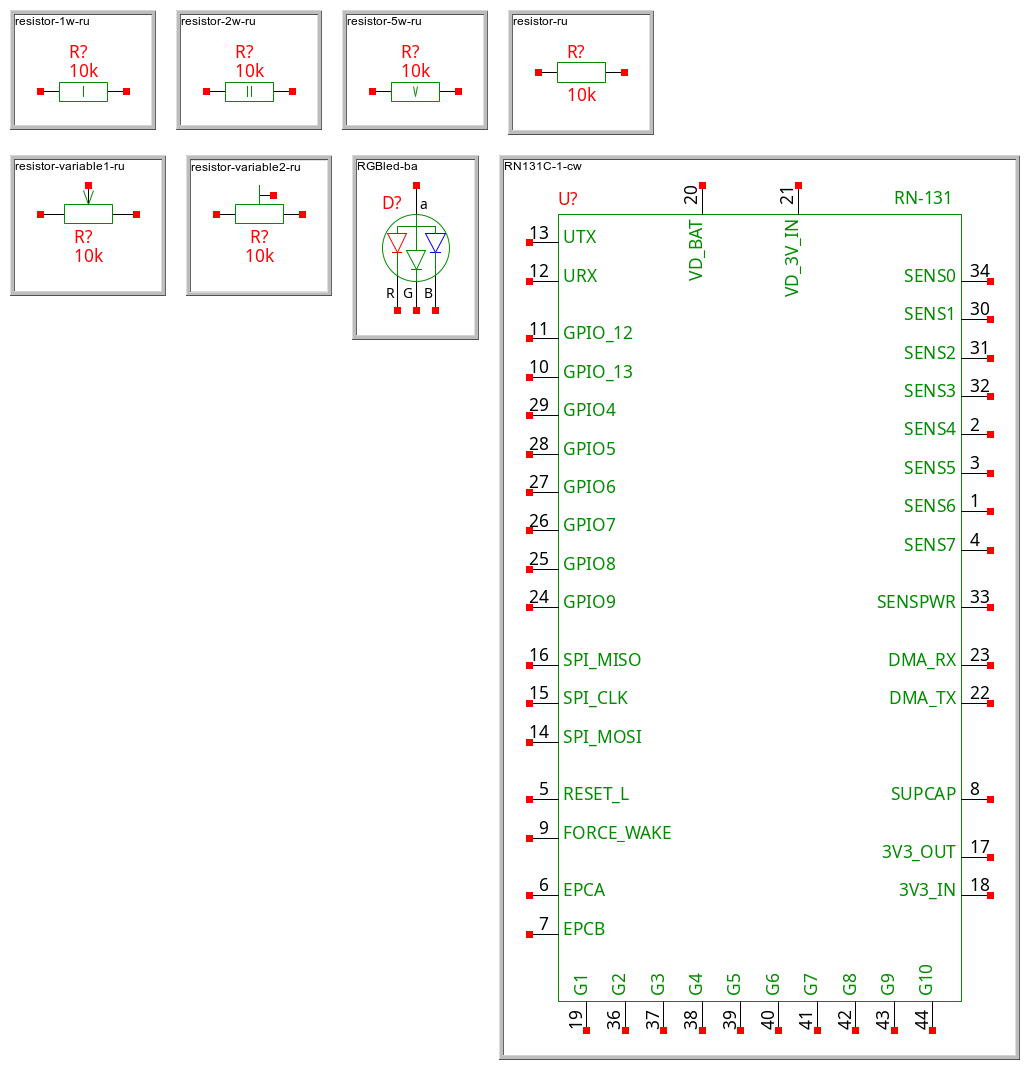 resistor-1w-ru
R?
10k
resistor-2w-ru
R?
10k
resistor-5w-ru
R?
10k
resistor-ru
R?
10k
resistor-variable1-ru
R?
10k
resistor-variable2-ru
R?
10k
RGBled-ba
D?
a
R G B
RN131C-1-cw
U?
RN-131
20
VD_BAT
21
VD_3V_IN
13 UTX
12 URX
11 GPIO_12
10 GPIO_13
29 GPIO4
28 GPIO5
27 GPIO6
26 GPIO7
25 GPIO8
24 GPIO9
16 SPI_MISO
15 SPI_CLK
14 SPI_MOSI
5 RESET_L
9 FORCE_WAKE
6 EPCA
7 EPCB
SENS0 34
SENS1 30
SENS2 31
SENS3 32
SENS4 2
SENS5 3
SENS6 1
SENS7 4
SENSPWR 33
DMA_RX 23
DMA_TX 22
SUPCAP 8
3V3_OUT 17
3V3_IN 18
G1 G2 G3 G4 G5 G6 G7 G8 G9 G10
19 36 37 38 39 40 41 42 43 44